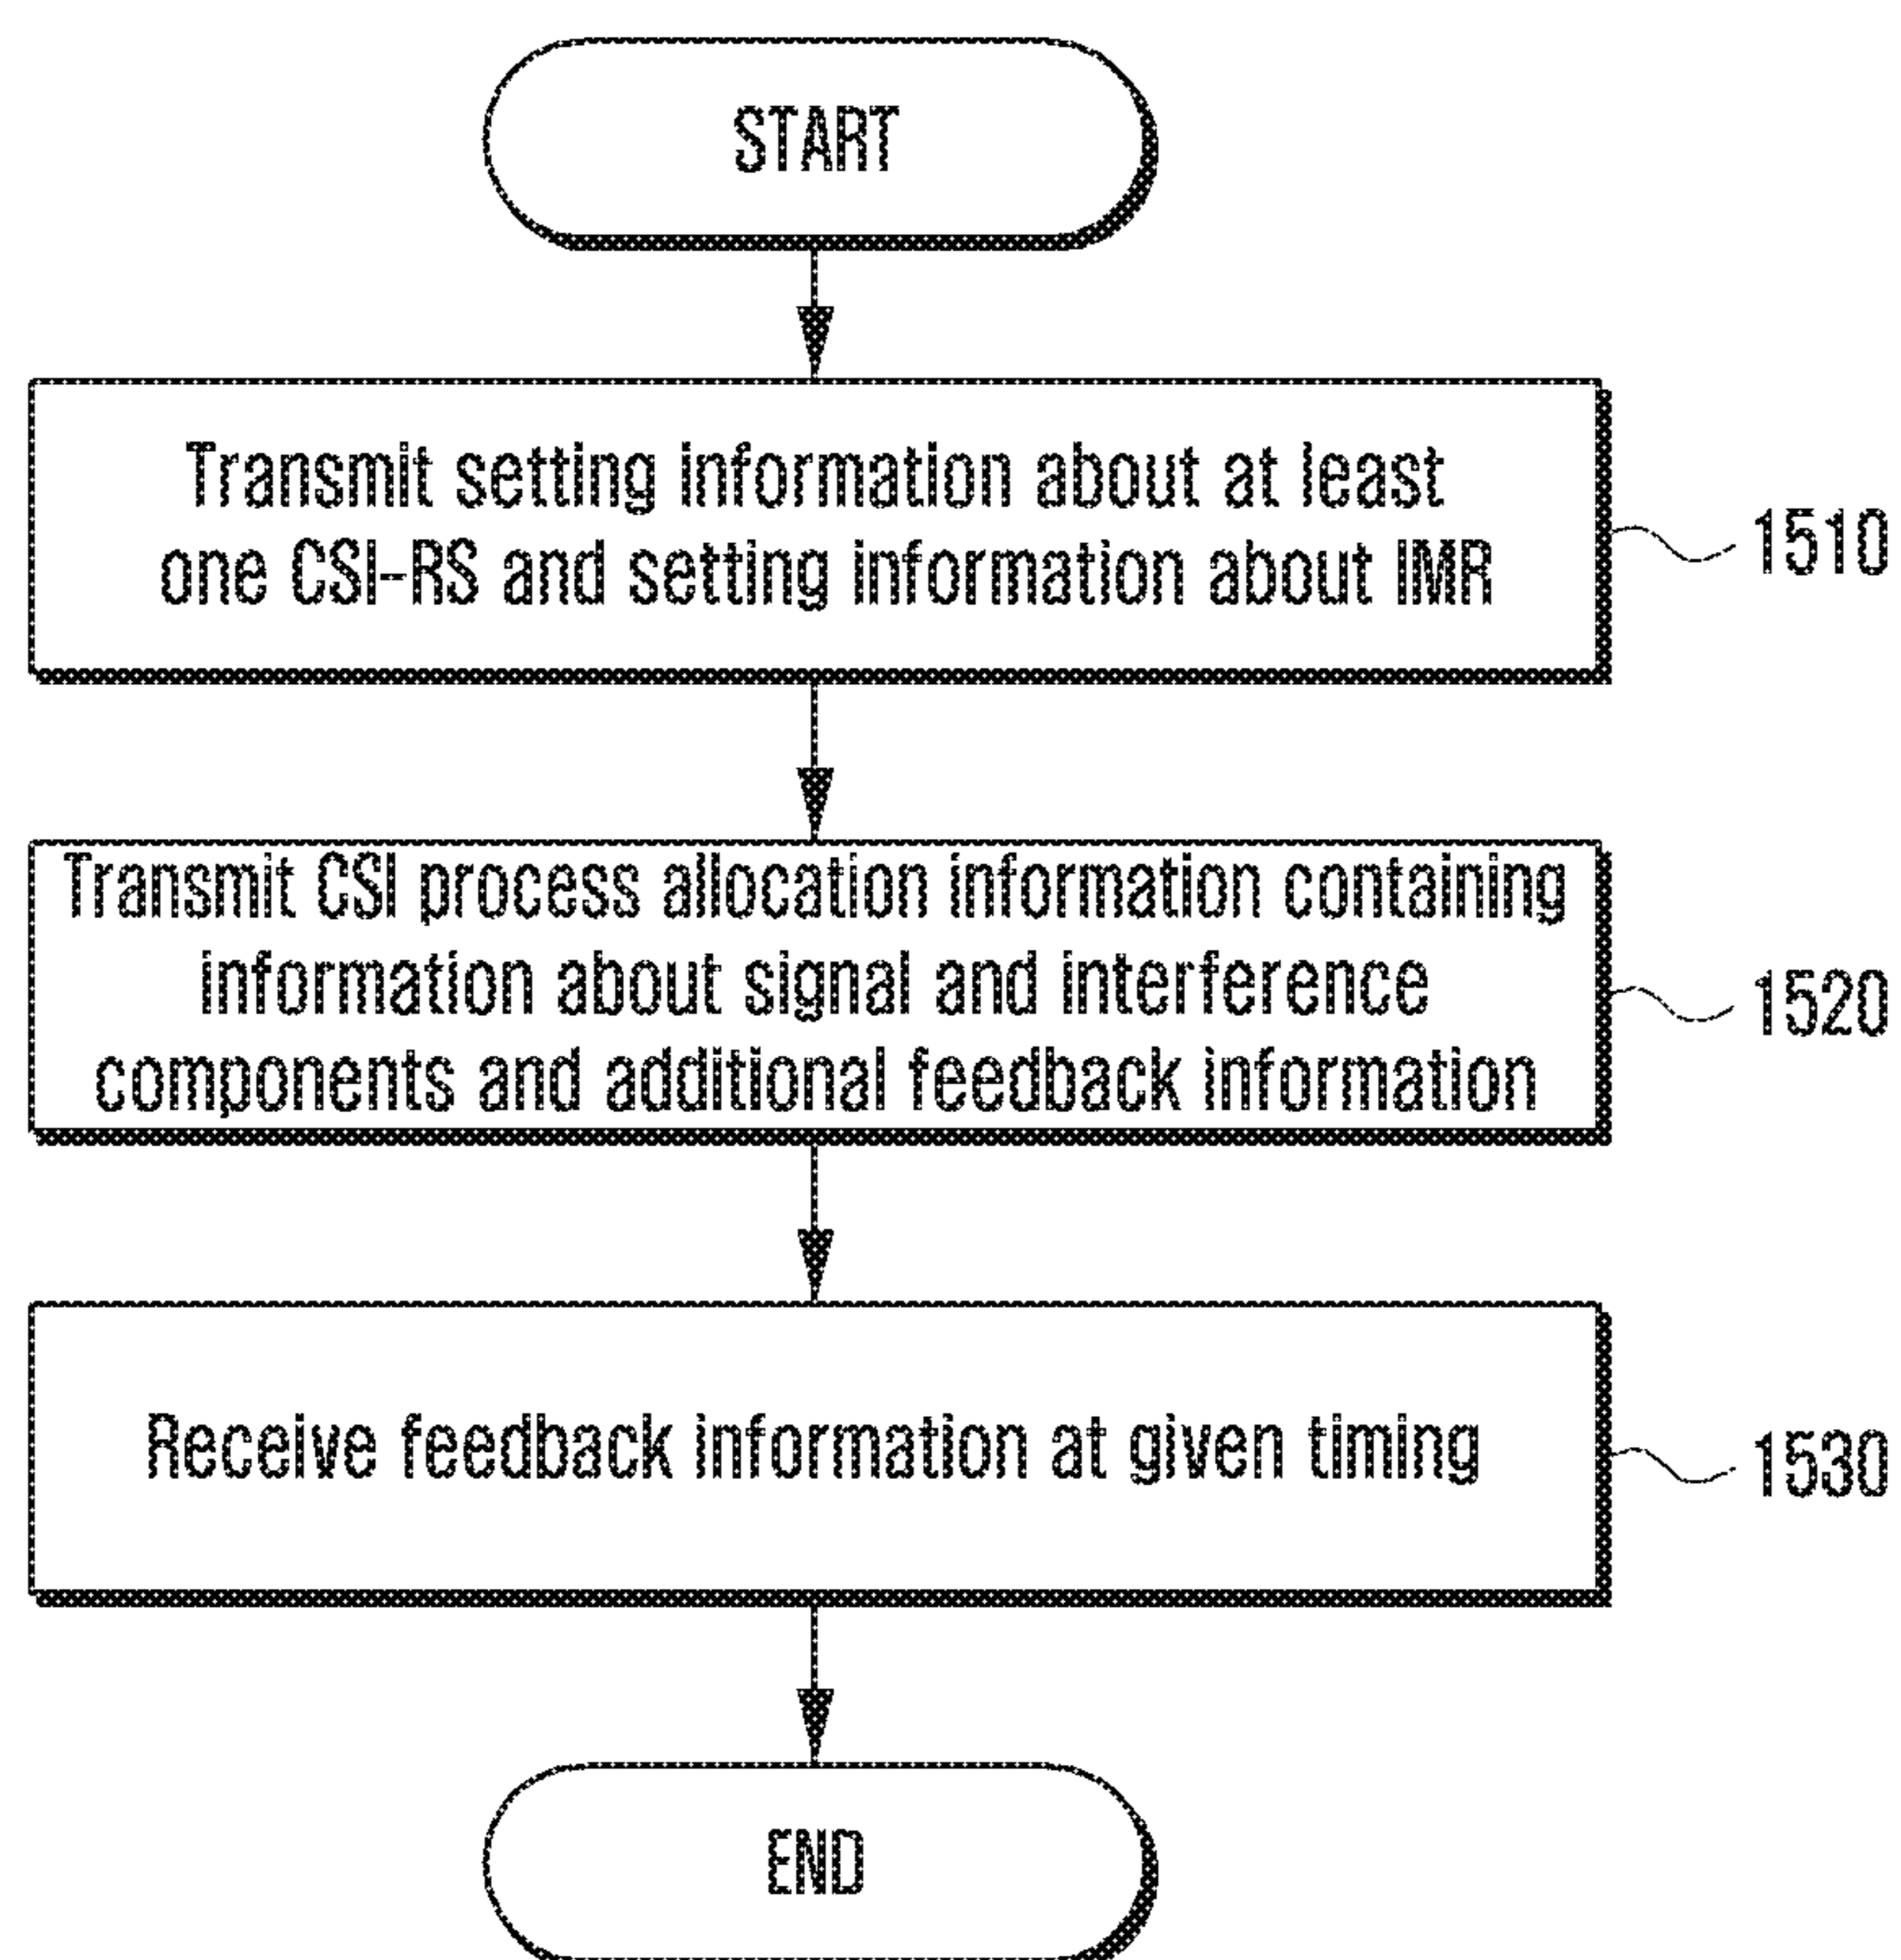 START
Transmit setting information about at least
one CSI-RS and setting information about IMR
1510
Transmit CSI process allocation information containing
information about signal and interference
components and additional feedback information
1520
Receive feedback information at given timing
1530
END